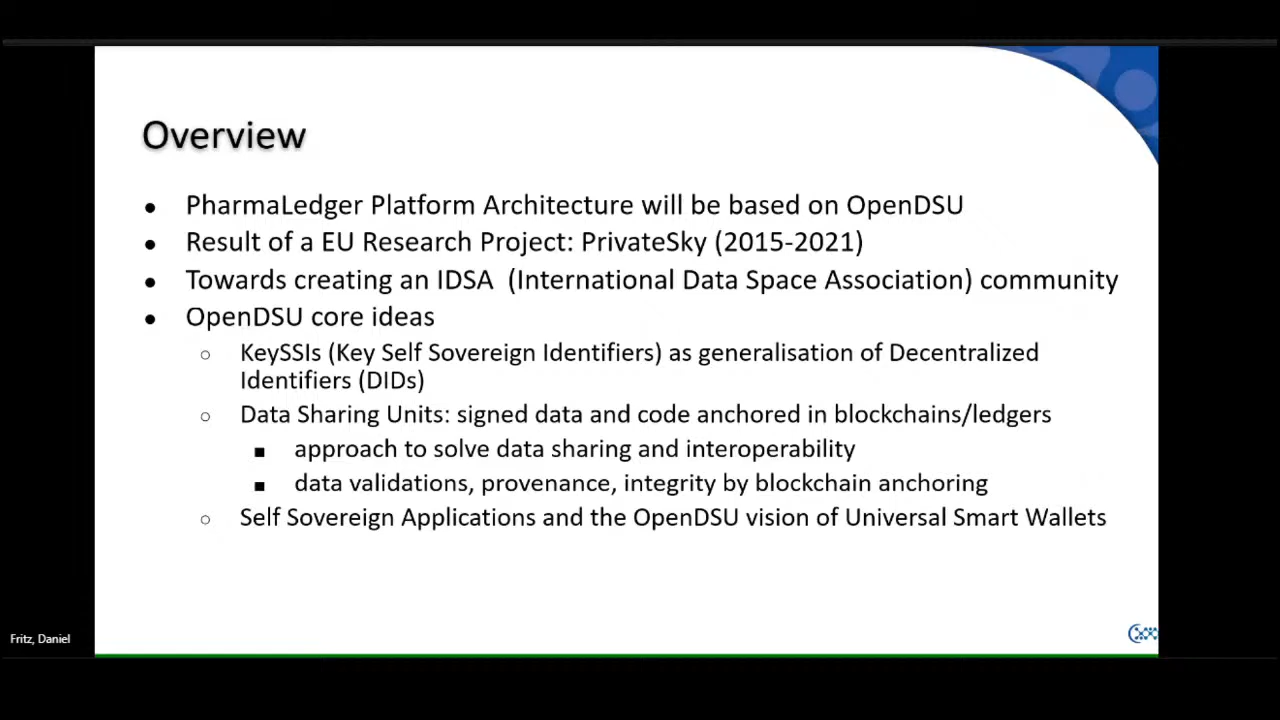 Overview
● PharmaLedger Platform Architecture will be based on OpenDSU
● Result of a EU Research Project: PrivateSky (2015-2021)
● Towards creating an IDSA (International Data Space Association) community
● OpenDSU core ideas
○ KeySSIs (Key Self Sovereign Identifiers) as generalisation of Decentralized
Identifiers (DIDs)
○ Data Sharing Units: signed data and code anchored in blockchains/ledgers
■ approach to solve data sharing and interoperability
■ data validations, provenance, integrity by blockchain anchoring
○ Self Sovereign Applications and the OpenDSU vision of Universal Smart Wallets
Fritz, Daniel